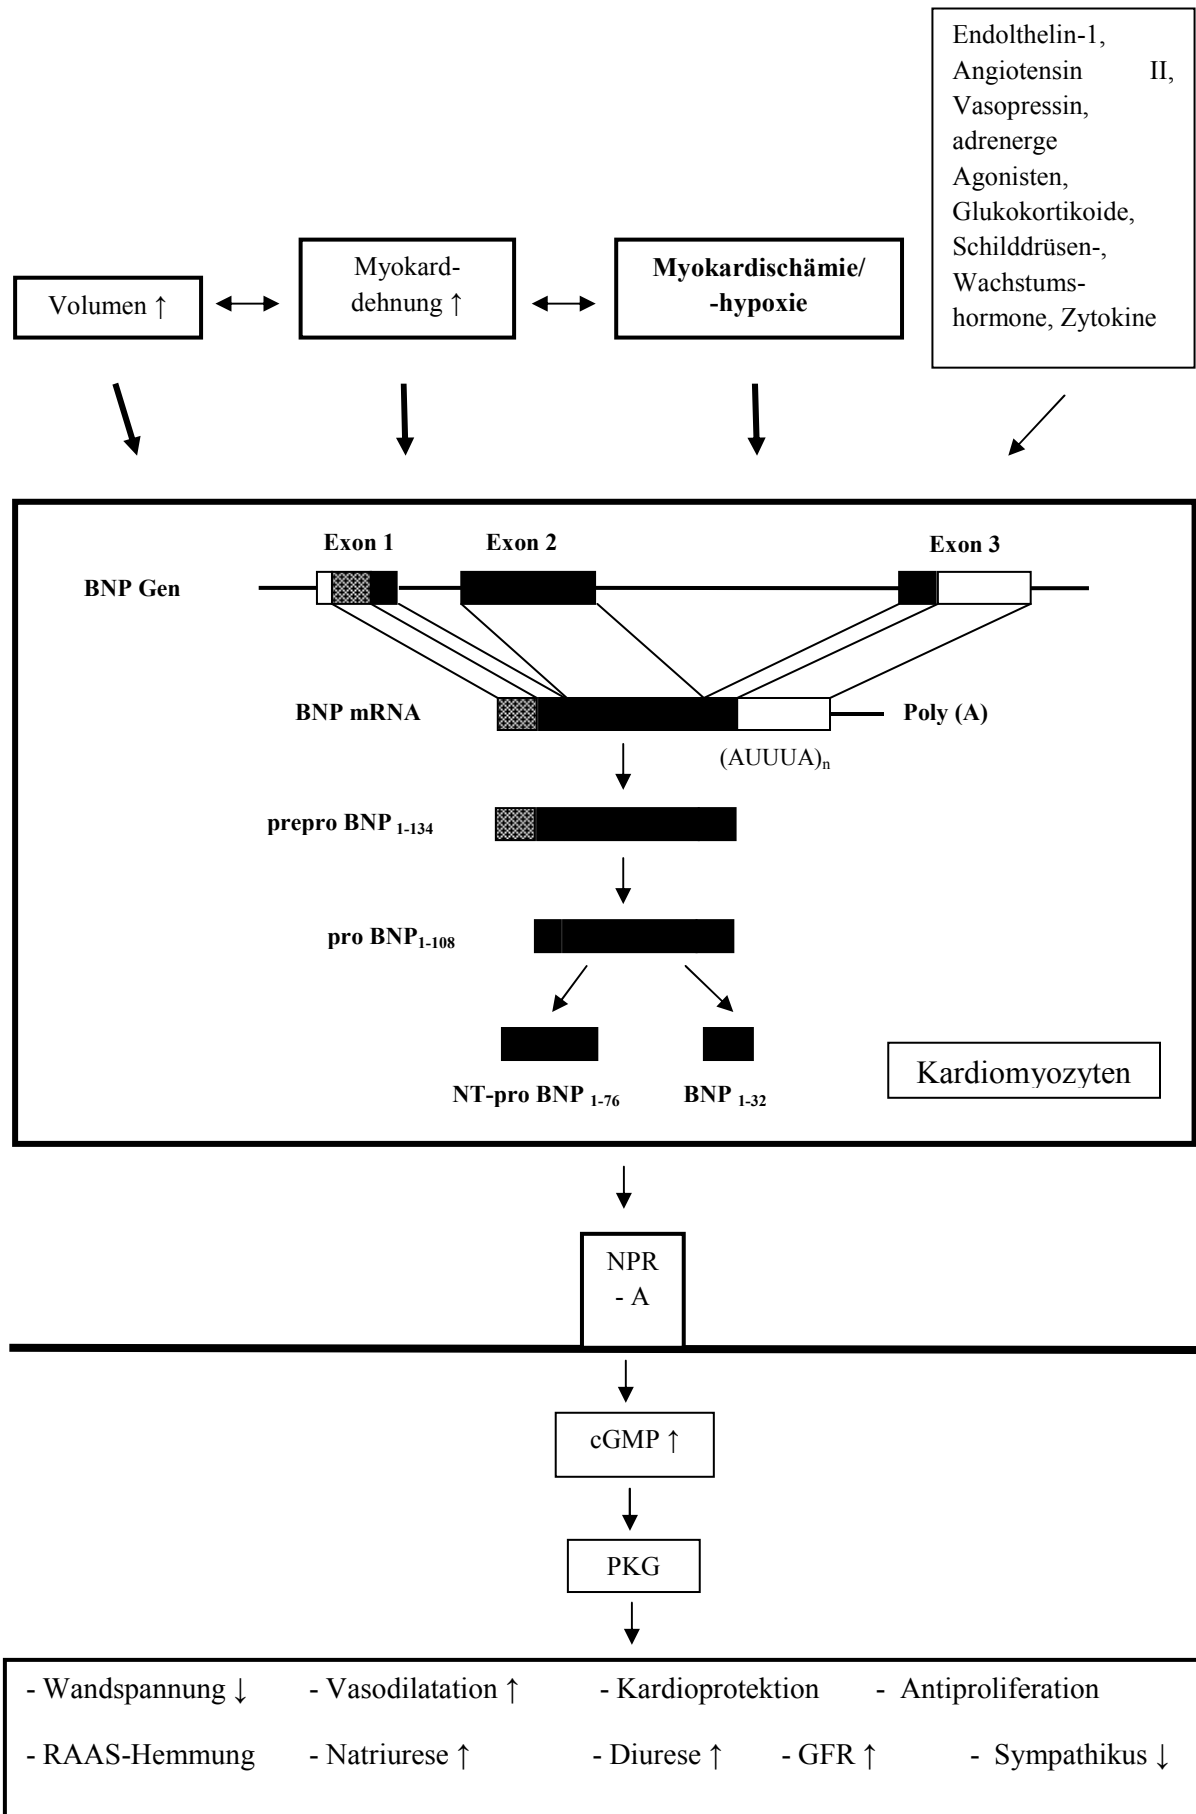 Endolthelin-1,
Angiotensin II,
Vasopressin,
adrenerge
Agonisten,
Glukokortikoide,
Schilddrüsen-,
Wachstums-
hormone, Zytokine
Volumen ↑
Myokard-
dehnung ↑
Myokardischämie/
-hypoxie
Exon 1 Exon 2 Exon 3
BNP Gen
BNP mRNA Poly (A)
(AUUUA)n
prepro BNP 1-134
pro BNP1-108
NT-pro BNP 1-76 BNP 1-32
Kardiomyozyten
NPR
- A
cGMP ↑
PKG
- Wandspannung ↓ - Vasodilatation ↑ - Kardioprotektion - Antiproliferation
- RAAS-Hemmung - Natriurese ↑ - Diurese ↑ - GFR ↑ - Sympathikus ↓